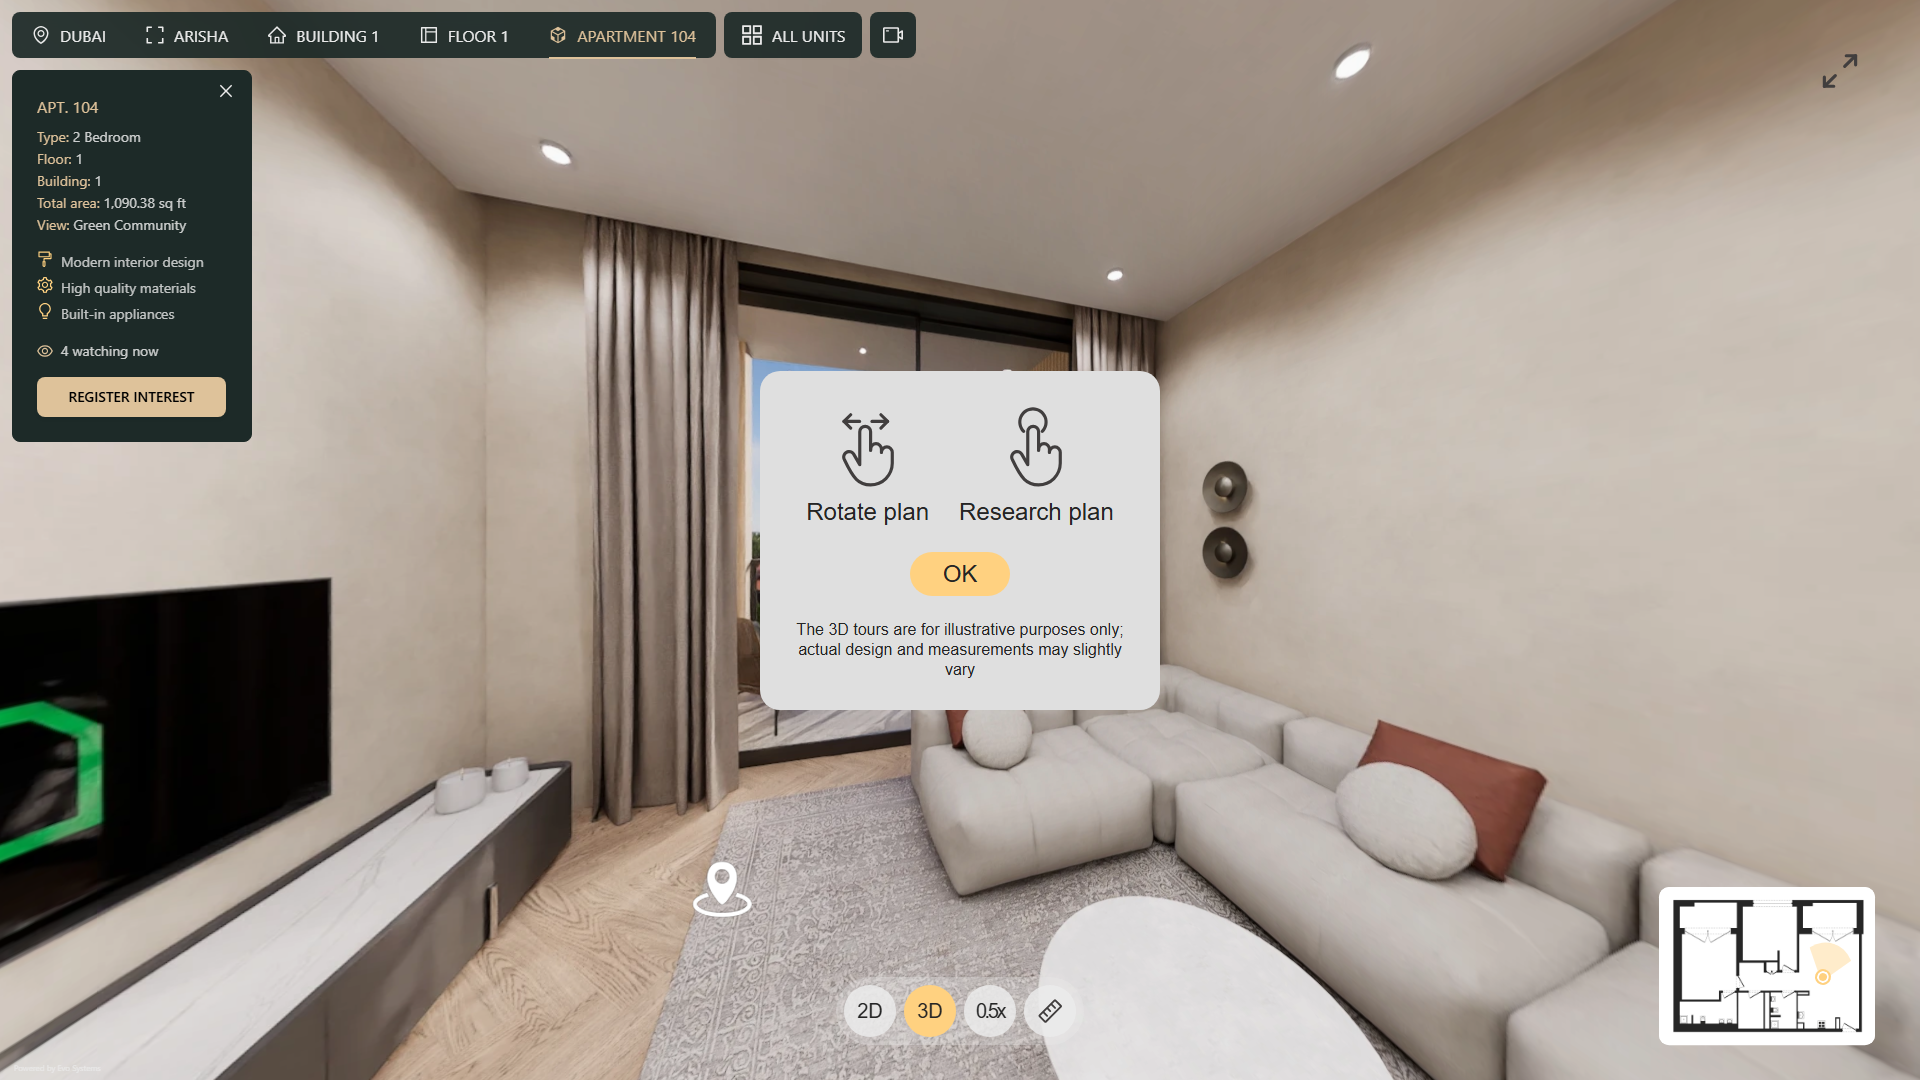 DUBAI
ARISHA
BUILDING 1
FLOOR 1
APARTMENT 104
ALL UNITS
APT. 104
Type: 2 Bedroom
Floor: 1
Building: 1
Total area: 1,090.38 sq ft
View: Green Community
Modern interior design
High quality materials
Built-in appliances
4 watching now
REGISTER INTEREST
Rotate plan
Research plan
OK
The 3D tours are for illustrative purposes only;
actual design and measurements may slightly
vary
2D
3D
0.5x